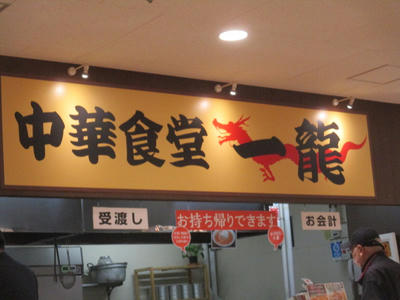 中華食堂 一龍
受渡し
お持ち帰りできます
お会計